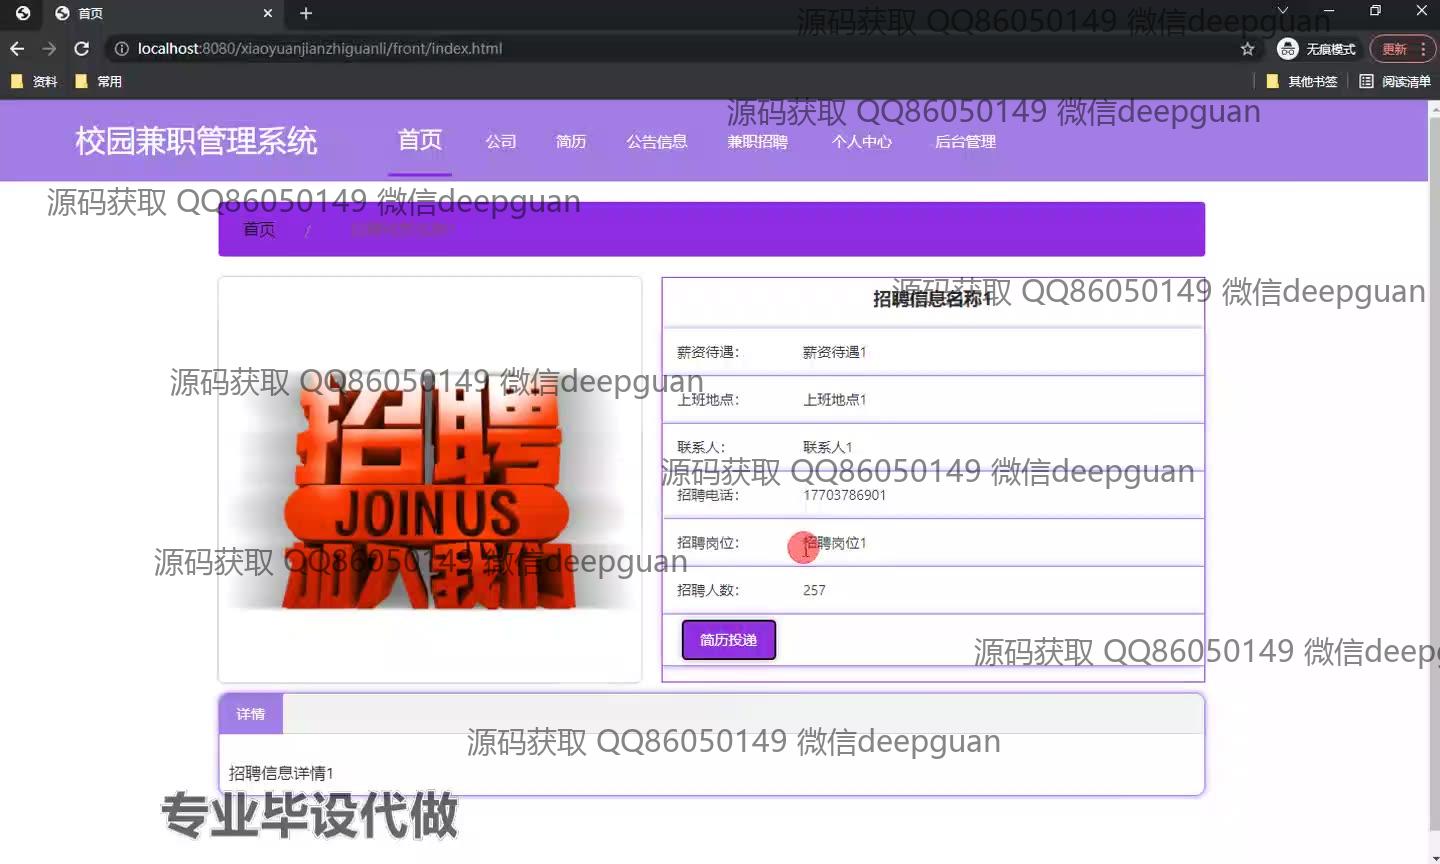 首页
源码获取 QQ86050149 微信deepguan
localhost:8080/xiaoyuanjianzhiguanli/front/index.html
无痕模式
更新
资料
常用
其他书签
阅读清单
源码获取 QQ86050149 微信deepguan
校园兼职管理系统
首页
公司
简历
公告信息
兼职招聘
个人中心
后台管理
源码获取 QQ86050149 微信deepguan
首页 /
招聘信息名称1
源码获取 QQ86050149 微信deepguan
薪资待遇： 薪资待遇1
源码获取 QQ86050149 微信deepguan
上班地点： 上班地点1
招聘
JOIN US
加入我们
联系人： 联系人1
源码获取 QQ86050149 微信deepguan
招聘电话： 17703786901
招聘岗位： 招聘岗位1
源码获取 QQ86050149 微信deepguan
招聘人数： 257
简历投递
源码获取 QQ86050149 微信deep
详情
源码获取 QQ86050149 微信deepguan
招聘信息详情1
专业毕设代做